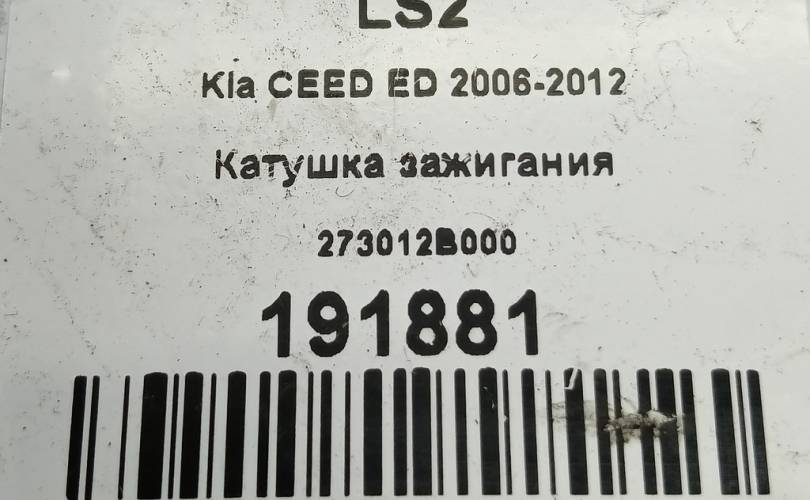 LS2
Kia CEED ED 2006-2012
Катушка зажигания
273012B000
191881